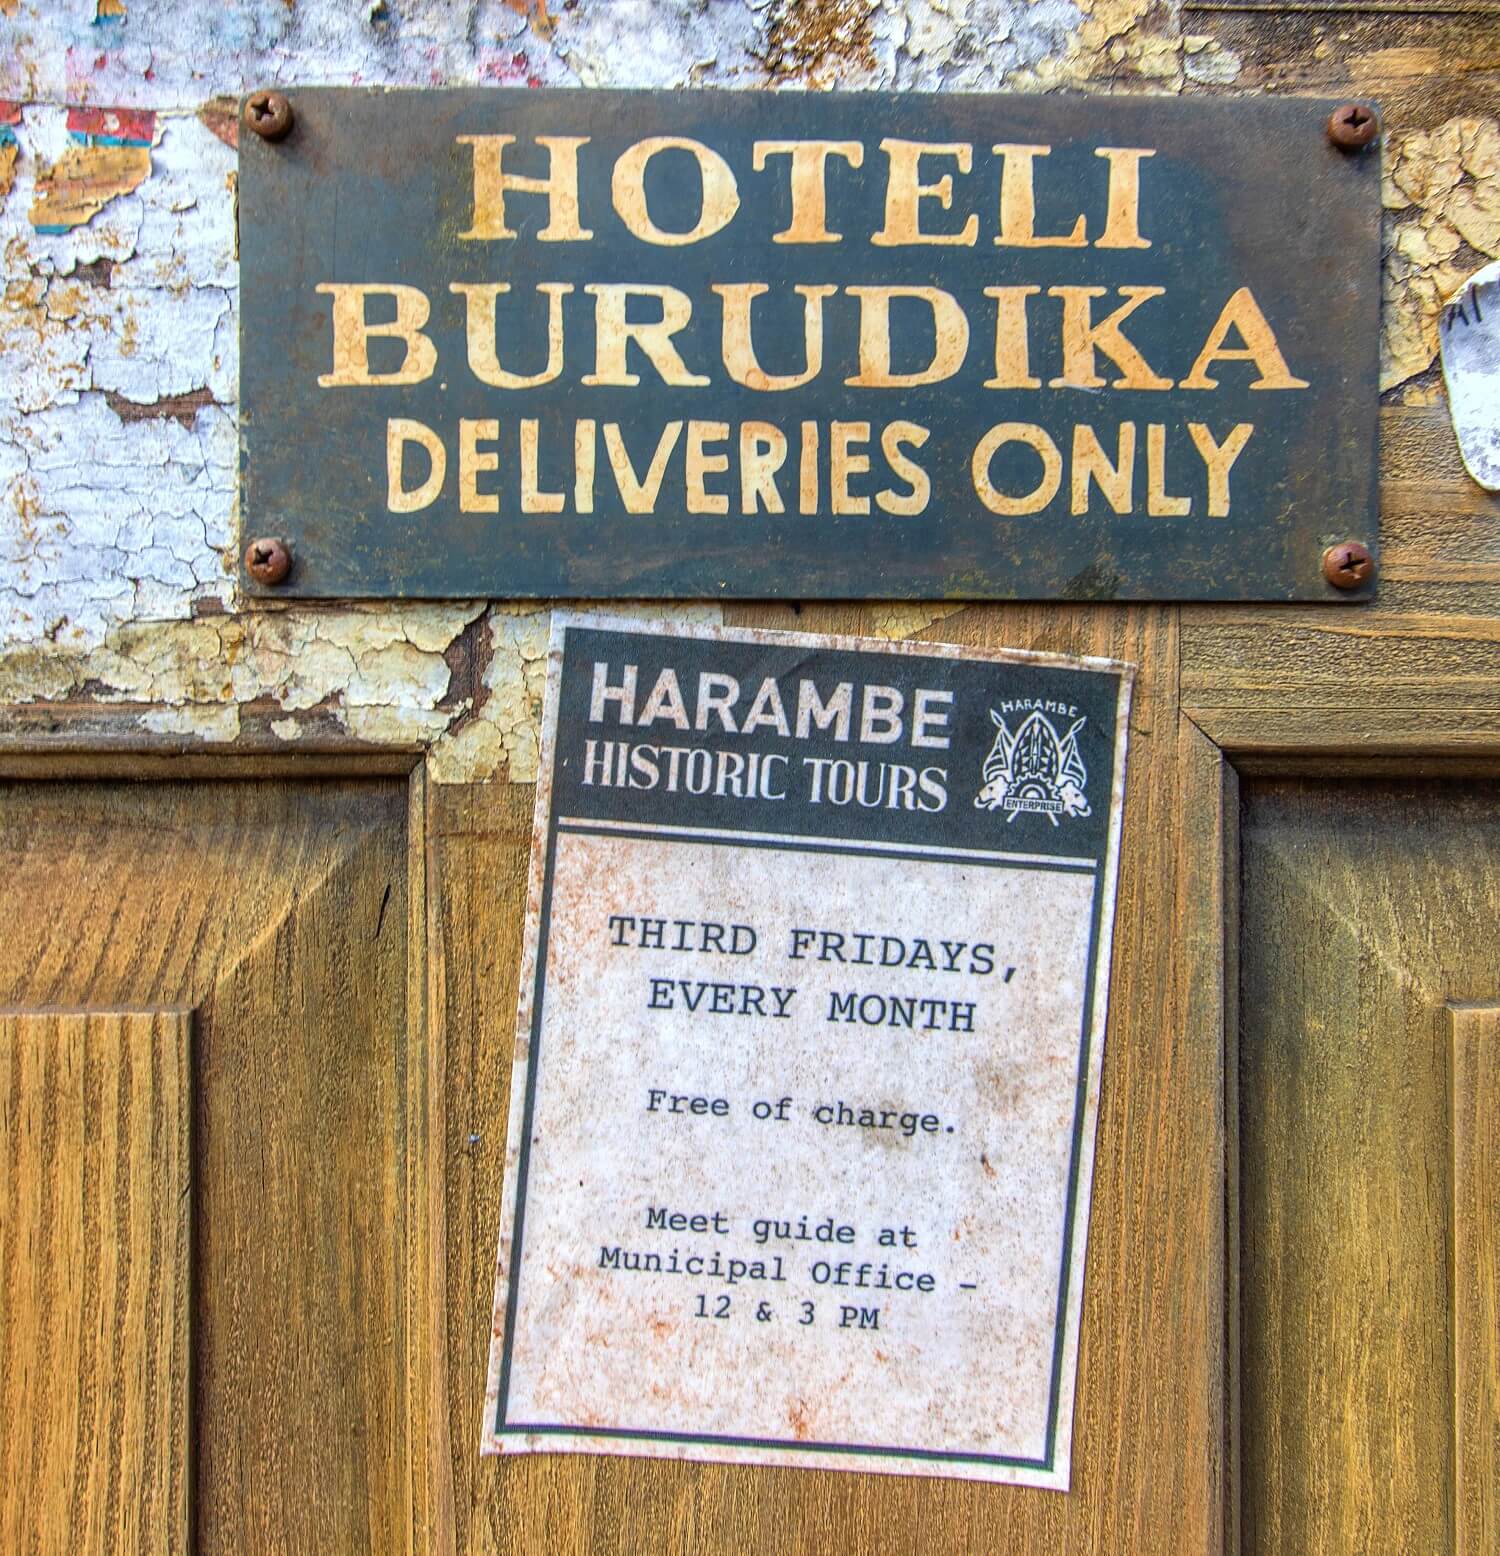 HOTELI
BURUDIKA
DELIVERIES ONLY
HARAMBE
HISTORIC TOURS
HARAMBE
ENTERPRISE
THIRD FRIDAYS,
EVERY MONTH
Free of charge.
Meet guide at
Municipal Office -
12 & 3 PM